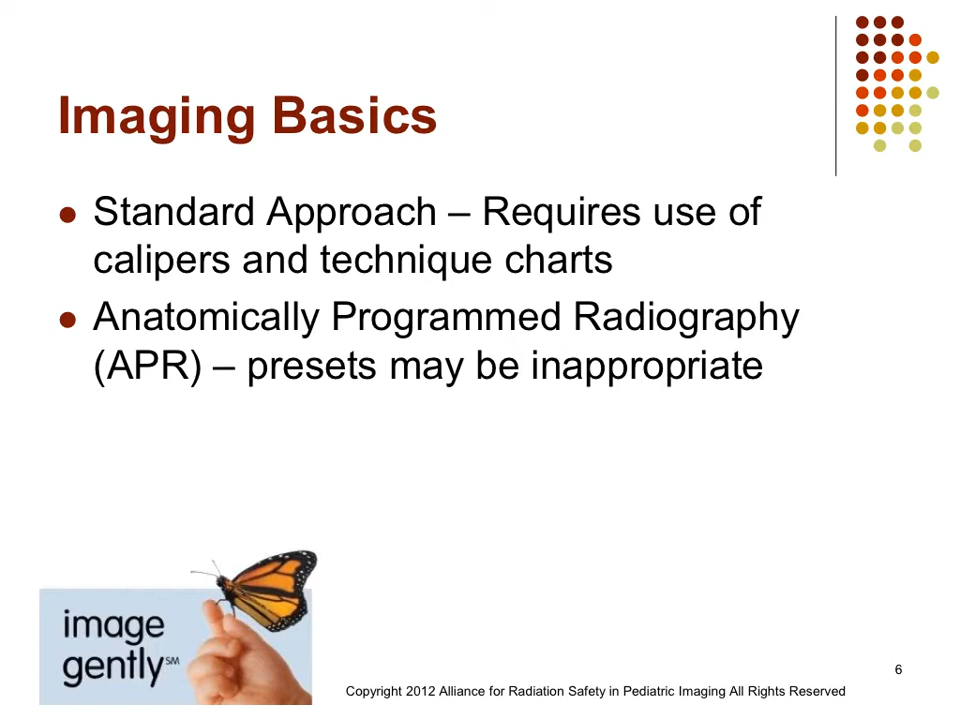 Imaging Basics
Standard Approach – Requires use of
calipers and technique charts
Anatomically Programmed Radiography
(APR) – presets may be inappropriate
image
gently℠
6
Copyright 2012 Alliance for Radiation Safety in Pediatric Imaging All Rights Reserved